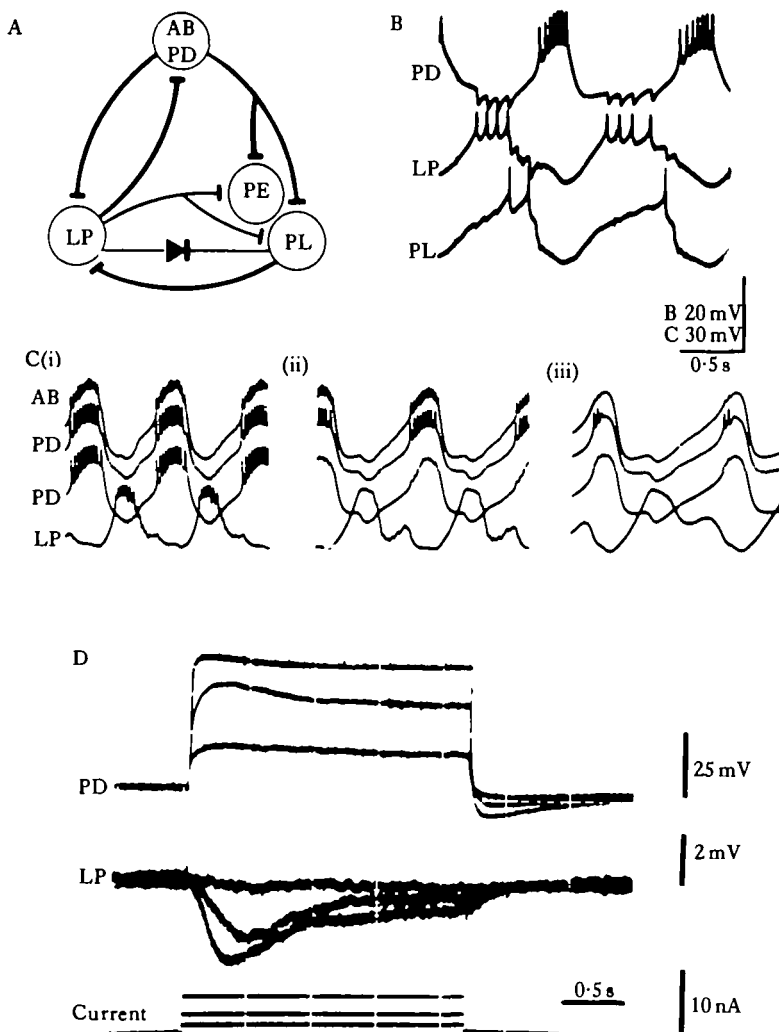 A
AB
PD
LP
PE
PL
B
PD
LP
PL
B 20 mV
C 30 mV
0·5 s
C(i)
(ii)
(iii)
AB
PD
PD
LP
D
PD
25 mV
LP
2 mV
Current
0·5 s
10 nA